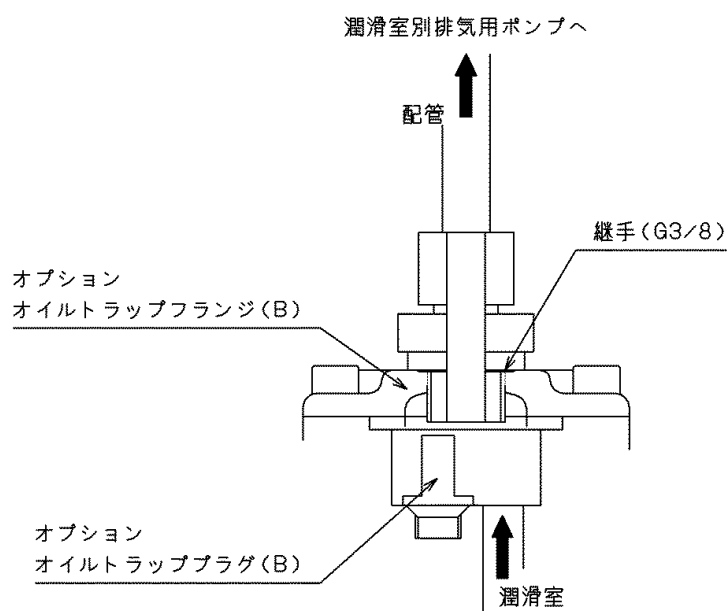 潤滑室別排気用ポンプへ
配管
継手(G3/8)
オプション
オイルトラップフランジ(B)
オプション
オイルトラッププラグ(B)
潤滑室